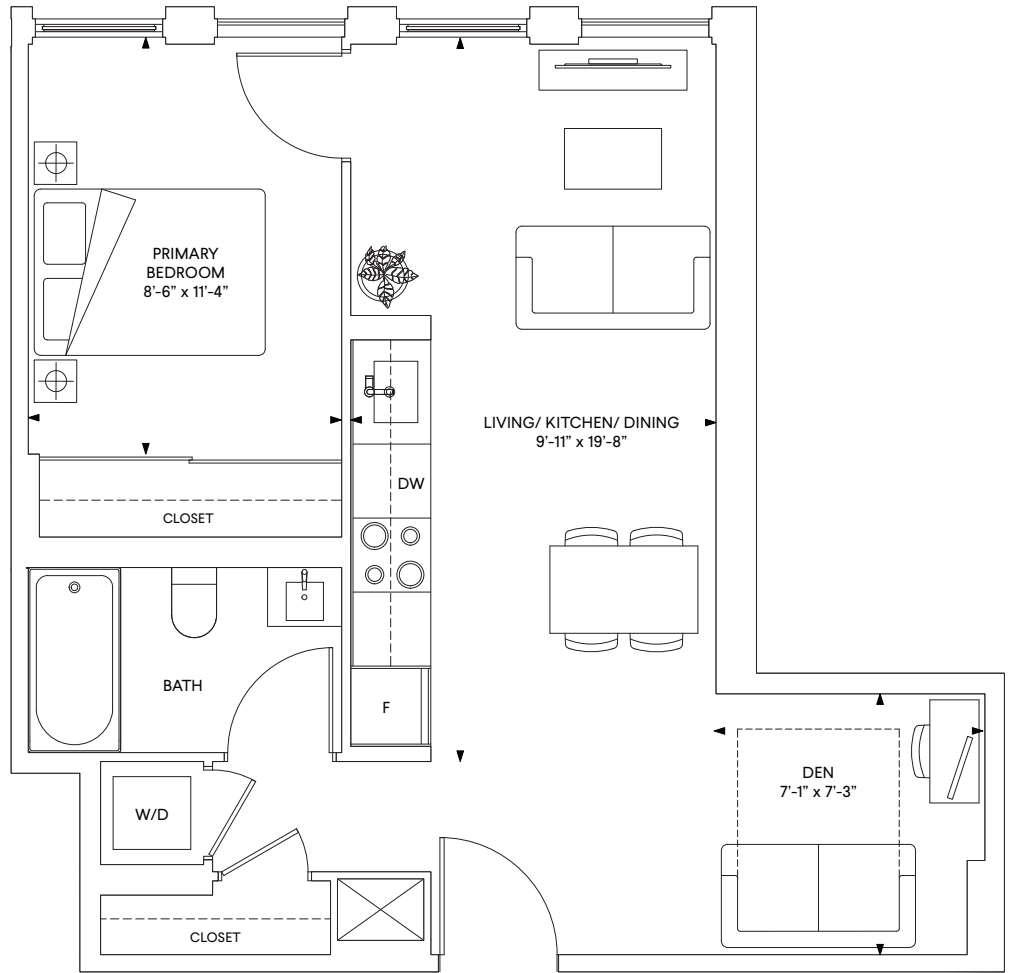 PRIMARY
BEDROOM
8’-6” x 11’-4”
LIVING/ KITCHEN/ DINING
9’-11” x 19’-8”
DW
CLOSET
BATH
F
DEN
7’-1” x 7’-3”
W/D
CLOSET